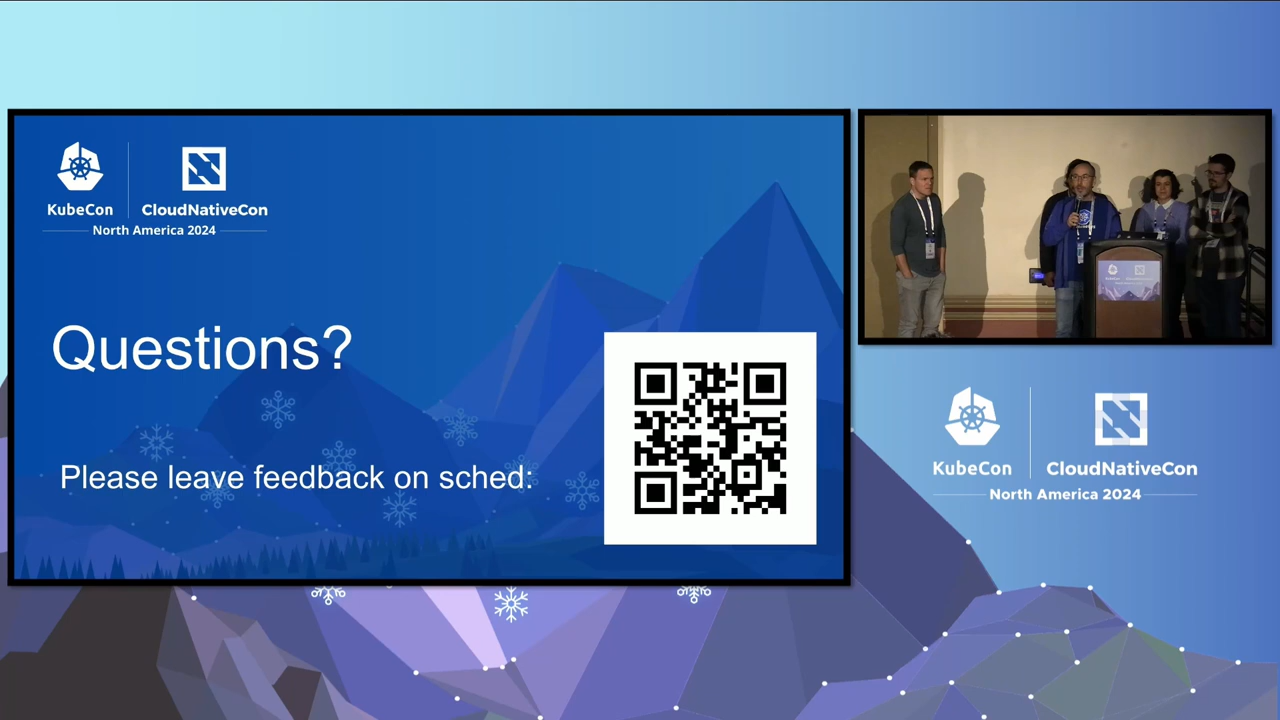 KubeCon
CloudNativeCon
North America 2024
Questions?
Please leave feedback on sched:
KubeCon
CloudNativeCon
North America 2024